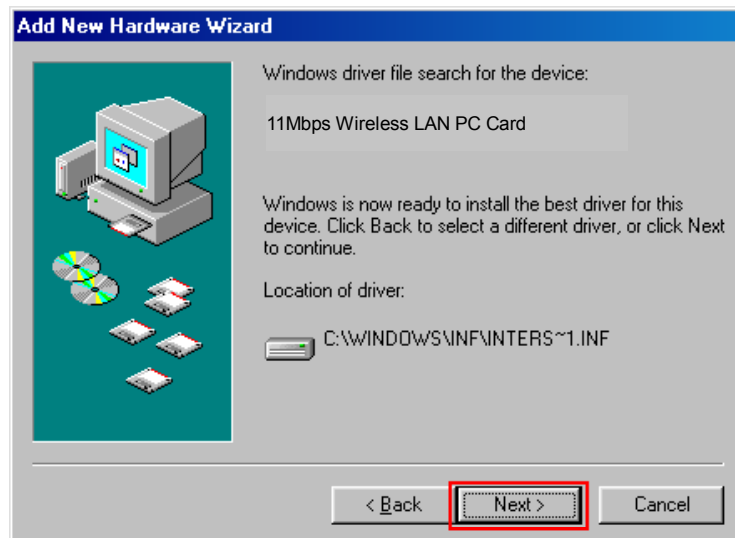 Add New Hardware Wizard
Windows driver file search for the device:
11Mbps Wireless LAN PC Card
Windows is now ready to install the best driver for this
device. Click Back to select a different driver, or click Next
to continue.
Location of driver:
C:\WINDOWS\INF\INTERS~1.INF
< Back
Next >
Cancel